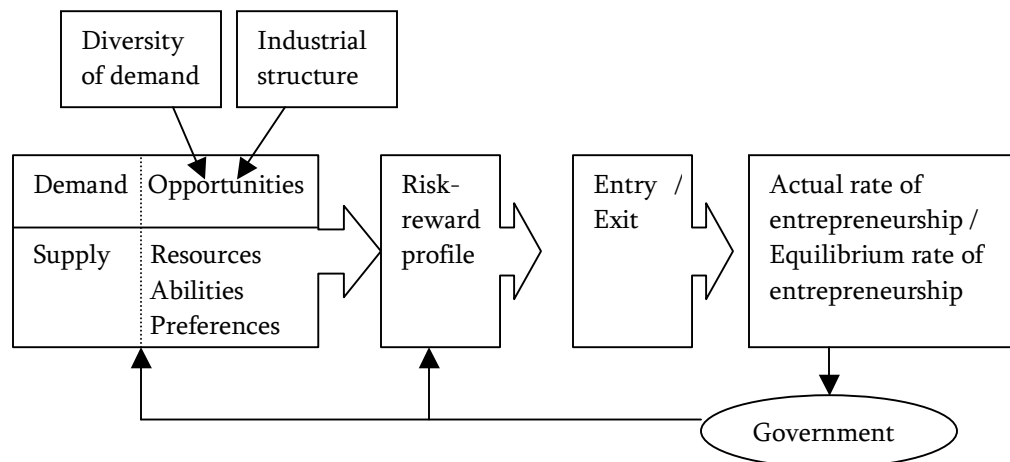 Diversity
of demand
Industrial
structure
Demand
Opportunities
Supply
Resources
Abilities
Preferences
Risk-
reward
profile
Entry /
Exit
Actual rate of
entrepreneurship /
Equilibrium rate of
entrepreneurship
Government